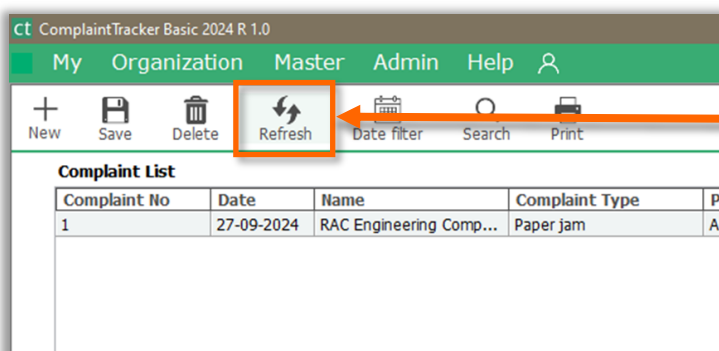 ct ComplaintTracker Basic 2024 R 1.0
My Organization Master Admin Help
New Save Delete Refresh Date filter Search Print
Complaint List
Complaint No Date Name Complaint Type P
1 27-09-2024 RAC Engineering Comp... Paper jam A